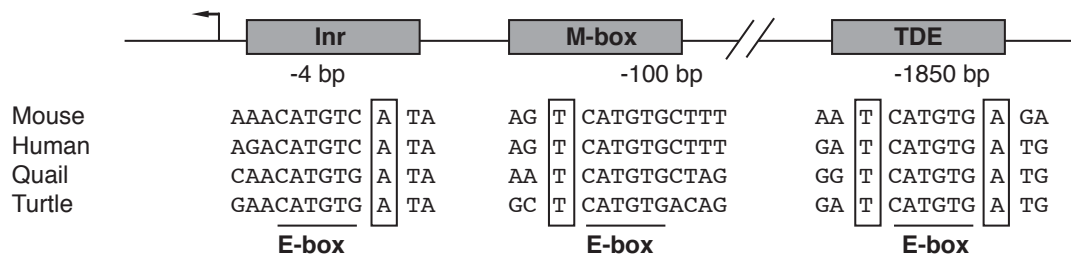 Inr M-box TDE
-4 bp -100 bp -1850 bp
Mouse AAACATGTC A TA AG T CATGTGCTTT AA T CATGTG A GA
Human AGACATGTC A TA AG T CATGTGCTTT GA T CATGTG A TG
Quail CAACATGTG A TA AA T CATGTGCTAG GG T CATGTG A TG
Turtle GAACATGTG A TA GC T CATGTGACAG GA T CATGTG A TG
E-box E-box E-box